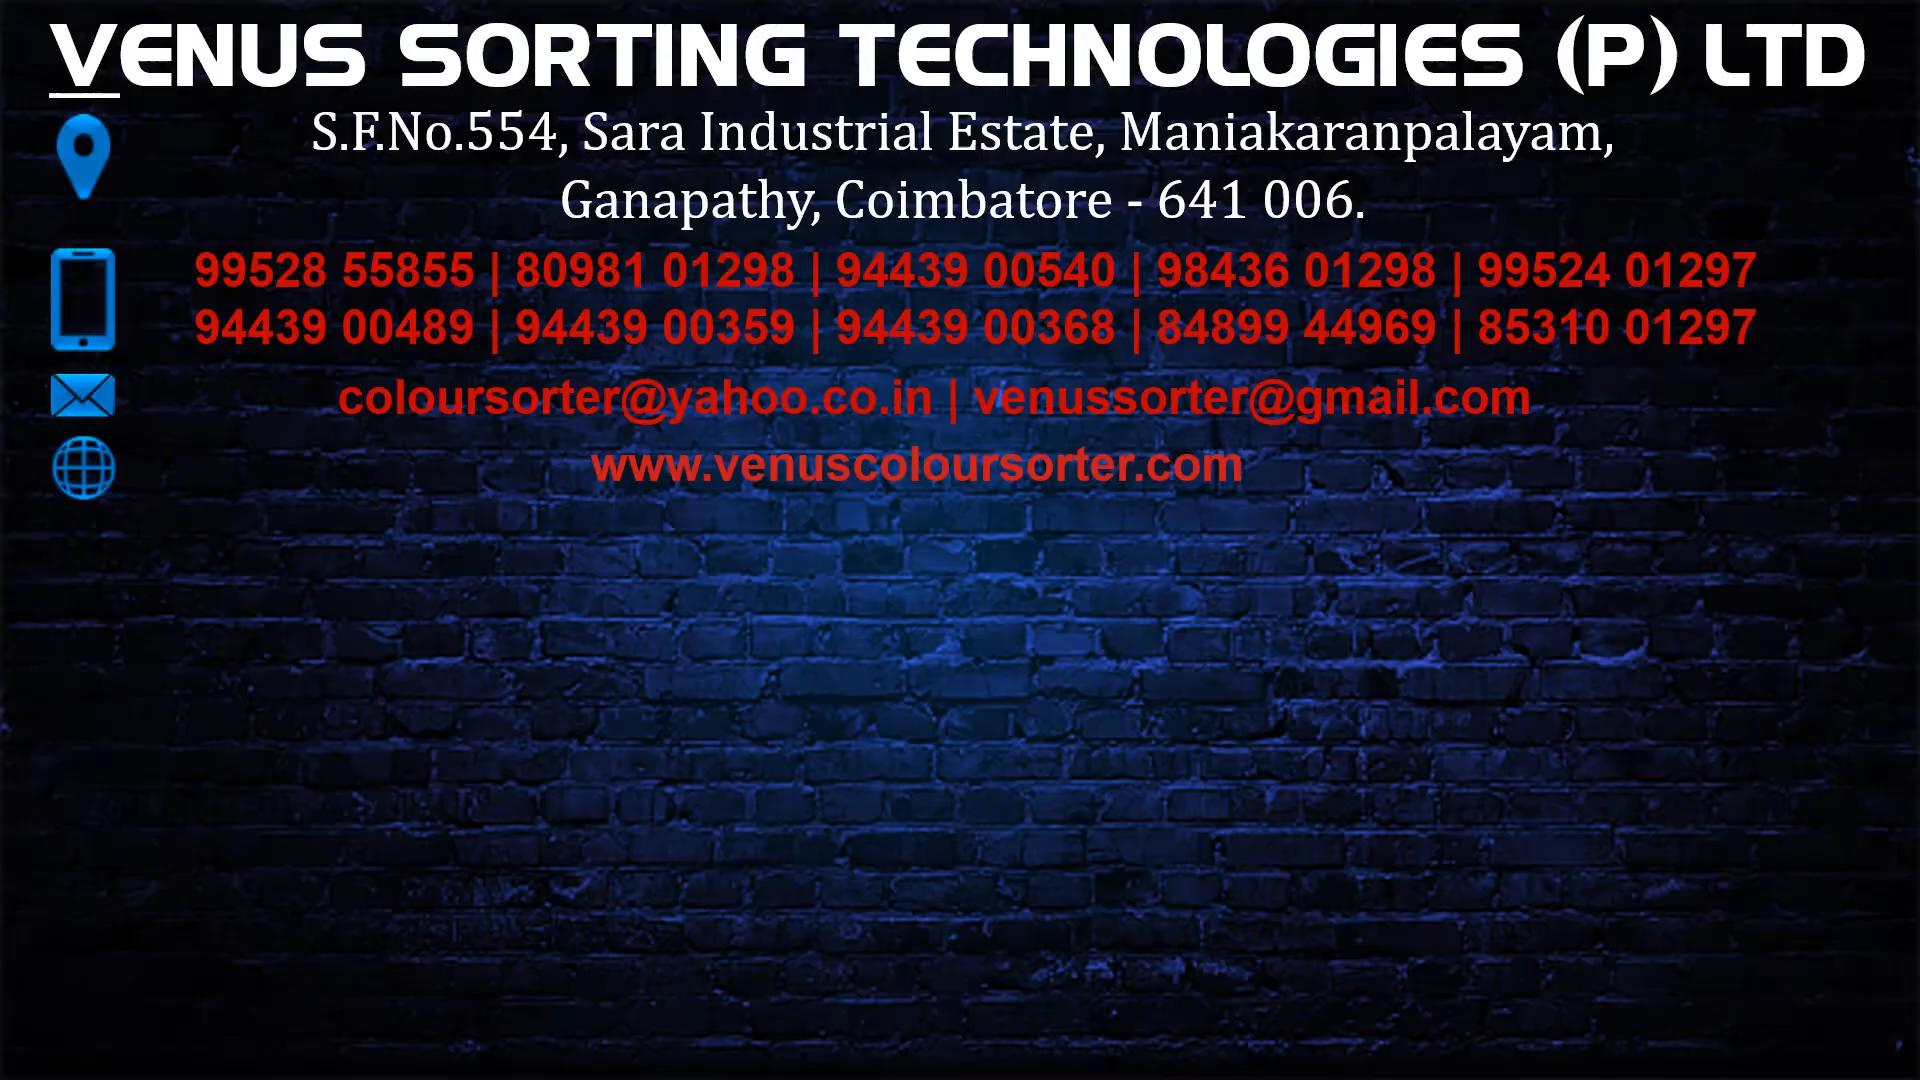 VENUS SORTING TECHNOLOGIES (P) LTD
S.F.No.554, Sara Industrial Estate, Maniakaranpalayam,
Ganapathy, Coimbatore - 641 006.
99528 55855 | 80981 01298 | 94439 00540 | 98436 01298 | 99524 01297
94439 00489 | 94439 00359 | 94439 00368 | 84899 44969 | 85310 01297
coloursorter@yahoo.co.in | venussorter@gmail.com
www.venuscoloursorter.com